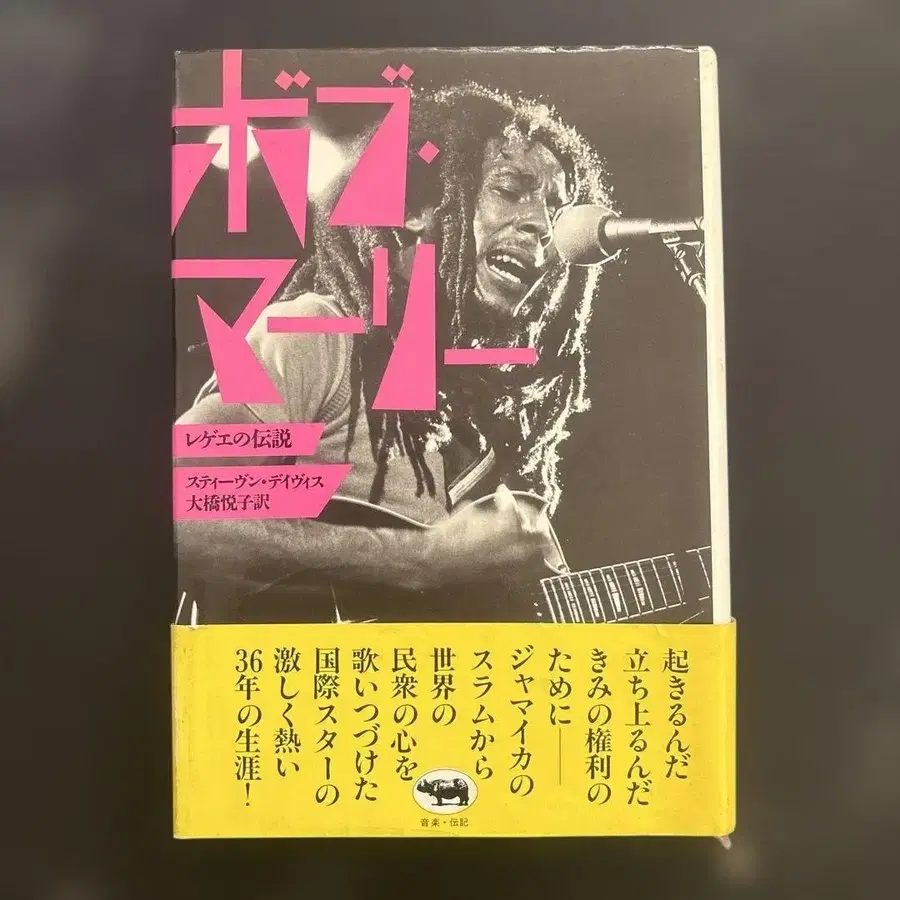 ボブ・
マーリー
レゲエの伝説
スティーヴン・デイヴィス
大橋悦子訳
起きるんだ
立ち上るんだ
きみの権利の
ために――
ジャマイカの
スラムから
世界の
民衆の心を
歌いつづけた
国際スターの
激しく熱い
36年の生涯!
音楽・伝記